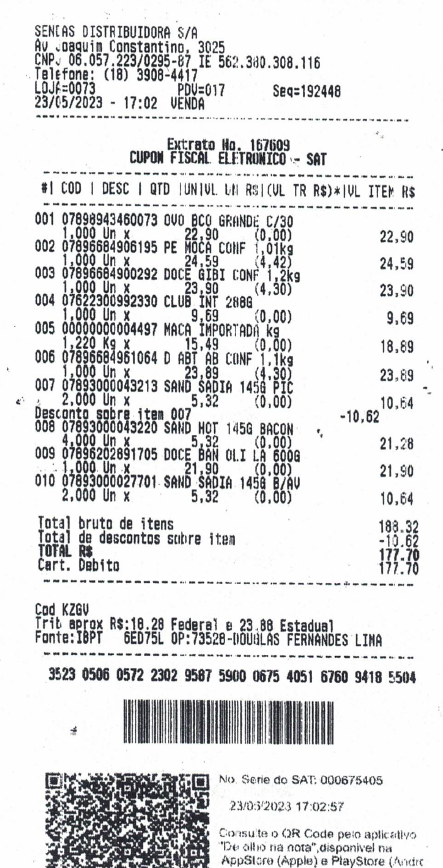 SENDAS DISTRIBUIDORA S/A
Av Joaquim Constantino, 3025
CNPJ 06.057.223/0295-87 IE 562.380.308.116
Telefone: (18) 3908-4417
LOJA=0073 PDV=017 Seq=192448
23/05/2023 - 17:02 VENDA
Extrato No. 167609
CUPOM FISCAL ELETRONICO - SAT
#| COD | DESC | QTD |UN|VL UN R$|(VL TR R$)*|VL ITEM R$
001 07898943460073 OVO BCO GRANDE C/30
1,000 Un x 22,90 (0,00) 22,90
002 07896684906195 PE MOCA CONF 1,01kg
1,000 Un x 24,59 (4,42) 24,59
003 07896684900292 DOCE GIBI CONF 1,2kg
1,000 Un x 23,90 (4,30) 23,90
004 07622300992330 CLUB INT 288G
1,000 Un x 9,69 (0,00) 9,69
005 00000000004497 MACA IMPORTADA kg
1,220 Kg x 15,49 (0,00) 18,89
006 07896684961064 D ABT AB CONF 1,1kg
1,000 Un x 23,89 (4,30) 23,89
007 07893000043213 SAND SADIA 145G PIC
2,000 Un x 5,32 (0,00) 10,64
Desconto sobre item 007 -10,62
008 07893000043220 SAND HOT 145G BACON
4,000 Un x 5,32 (0,00) 21,28
009 07896202891705 DOCE BAN OLI LA 600G
1,000 Un x 21,90 (0,00) 21,90
010 07893000027701 SAND SADIA 145G B/AV
2,000 Un x 5,32 (0,00) 10,64
Total bruto de itens 188.32
Total de descontos sobre item -10.62
TOTAL R$ 177.70
Cart. Debito 177.70
Cod KZGV
Trib aprox R$:18.28 Federal e 23.88 Estadual
Fonte:IBPT 6ED75L OP:73528-DOUGLAS FERNANDES LIMA
3523 0506 0572 2302 9587 5900 0675 4051 6760 9418 5504
No. Serie do SAT: 000675405
23/05/2023 17:02:57
Consulte o QR Code pelo aplicativo
"De olho na nota",disponivel na
AppStore (Apple) e PlayStore (Andro